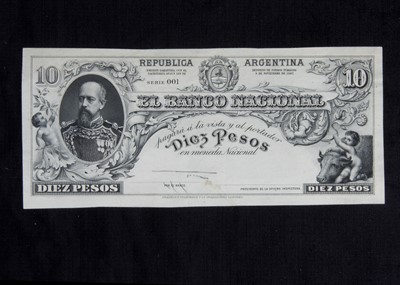 REPUBLICA ARGENTINA
SERIE 001
10 10
EL BANCO NACIONAL
pagará á la vista y al portador
Diez Pesos
en moneda Nacional
DIEZ PESOS DIEZ PESOS